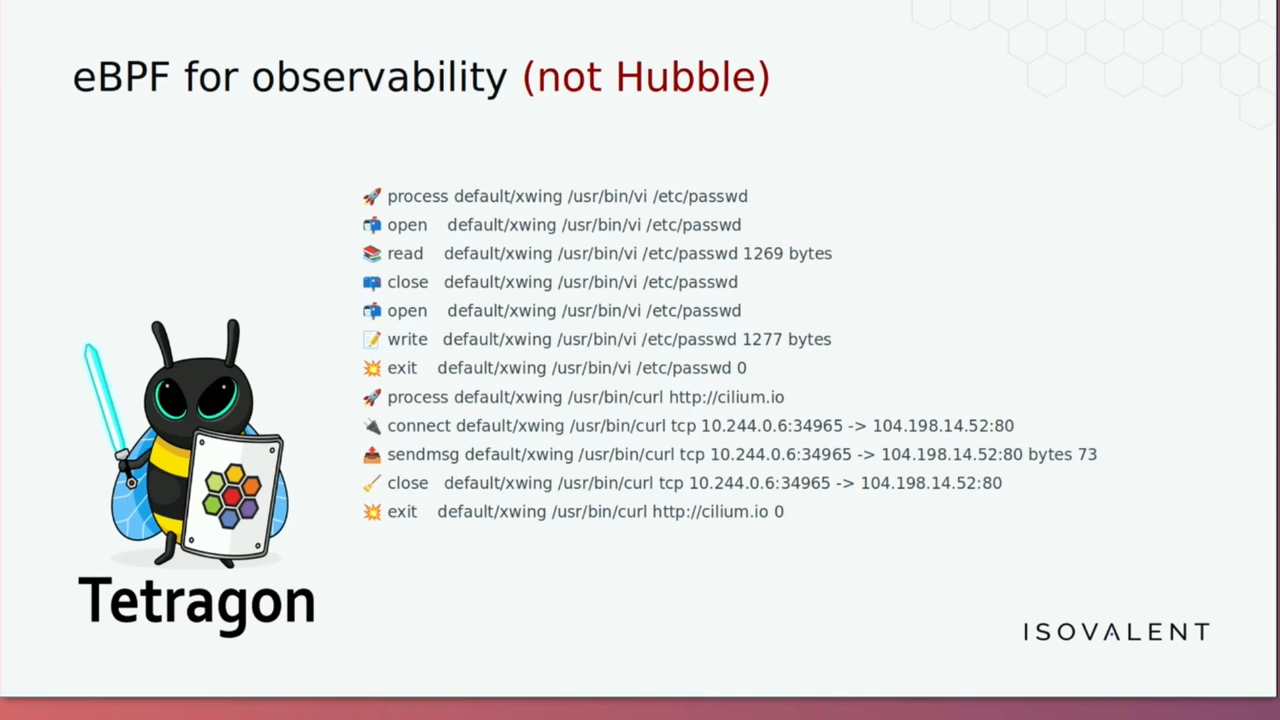 eBPF for observability (not Hubble)
🚀 process default/xwing /usr/bin/vi /etc/passwd
📬 open default/xwing /usr/bin/vi /etc/passwd
📚 read default/xwing /usr/bin/vi /etc/passwd 1269 bytes
📪 close default/xwing /usr/bin/vi /etc/passwd
📬 open default/xwing /usr/bin/vi /etc/passwd
📝 write default/xwing /usr/bin/vi /etc/passwd 1277 bytes
💥 exit default/xwing /usr/bin/vi /etc/passwd 0
🚀 process default/xwing /usr/bin/curl http://cilium.io
🔌 connect default/xwing /usr/bin/curl tcp 10.244.0.6:34965 -> 104.198.14.52:80
📤 sendmsg default/xwing /usr/bin/curl tcp 10.244.0.6:34965 -> 104.198.14.52:80 bytes 73
🧹 close default/xwing /usr/bin/curl tcp 10.244.0.6:34965 -> 104.198.14.52:80
💥 exit default/xwing /usr/bin/curl http://cilium.io 0
Tetragon
ISOVALENT